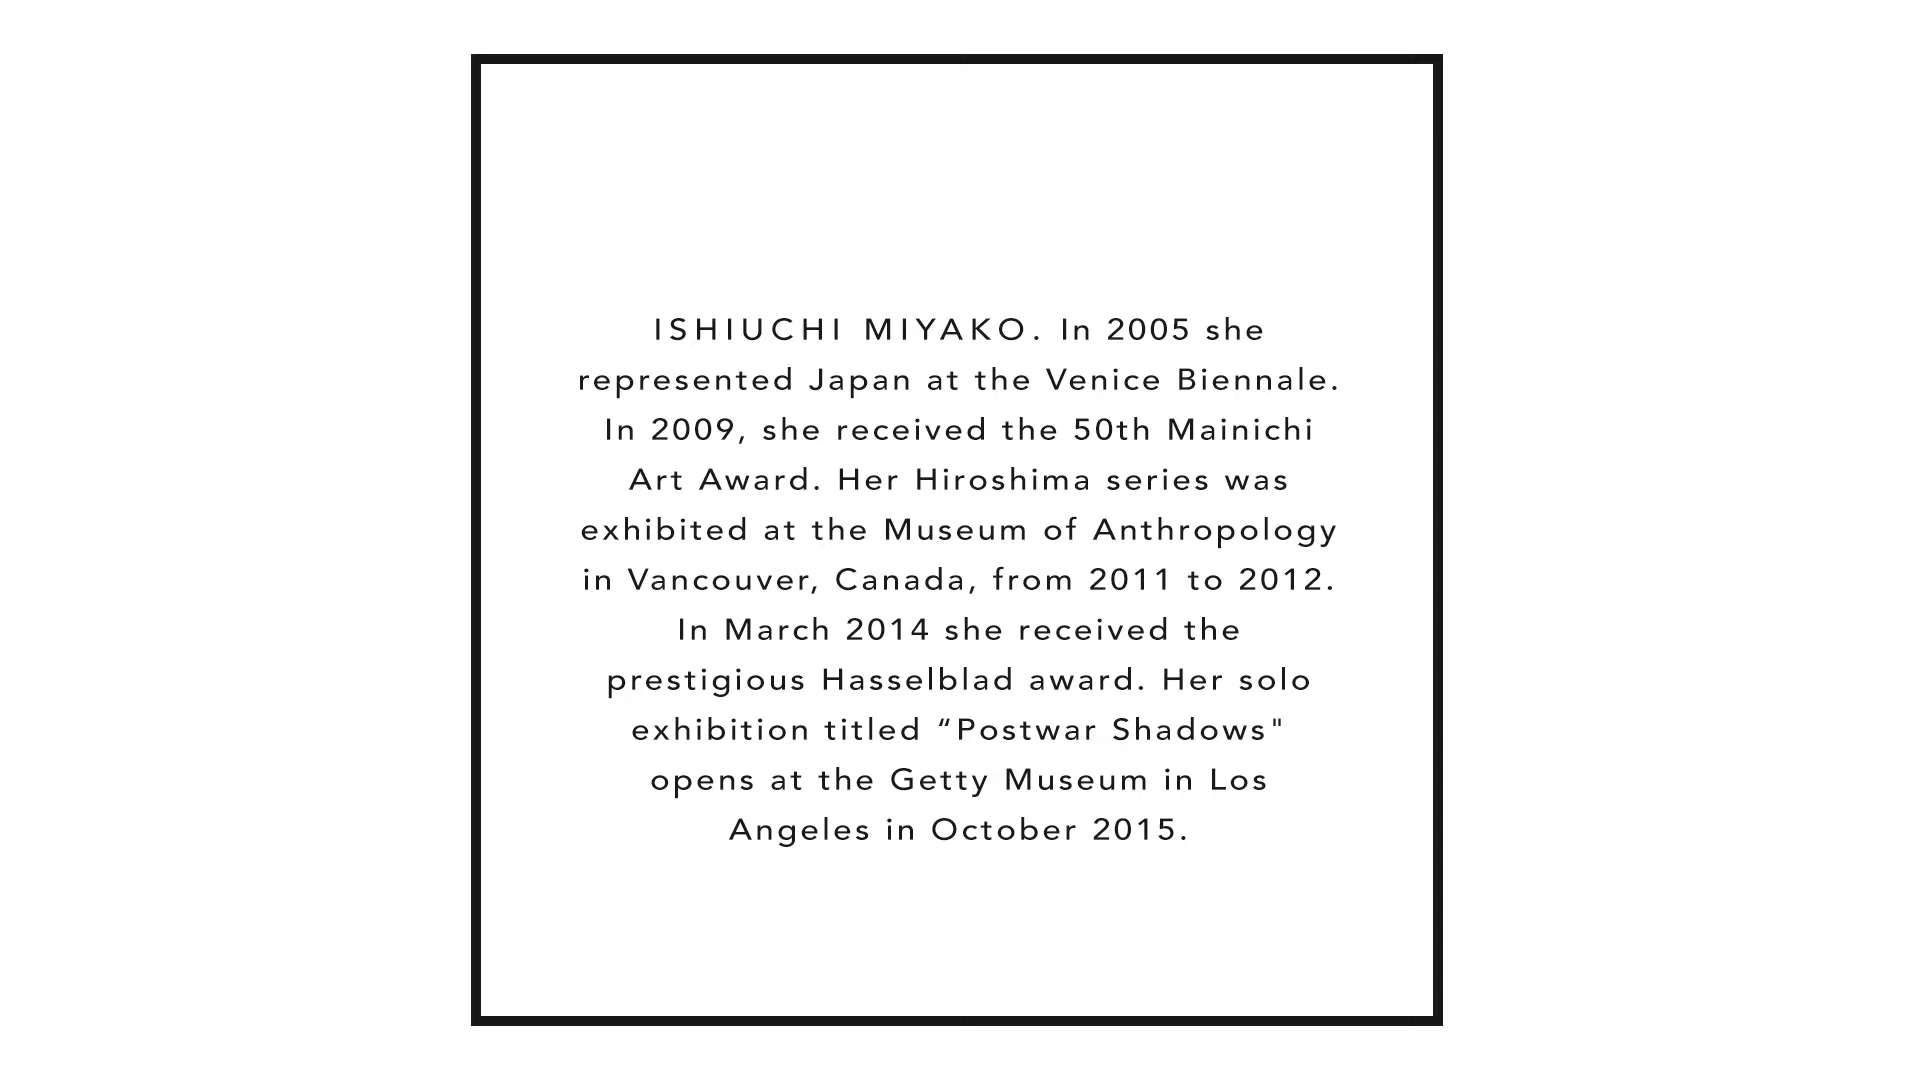 ISHIUCHI MIYAKO. In 2005 she
represented Japan at the Venice Biennale.
In 2009, she received the 50th Mainichi
Art Award. Her Hiroshima series was
exhibited at the Museum of Anthropology
in Vancouver, Canada, from 2011 to 2012.
In March 2014 she received the
prestigious Hasselblad award. Her solo
exhibition titled “Postwar Shadows"
opens at the Getty Museum in Los
Angeles in October 2015.